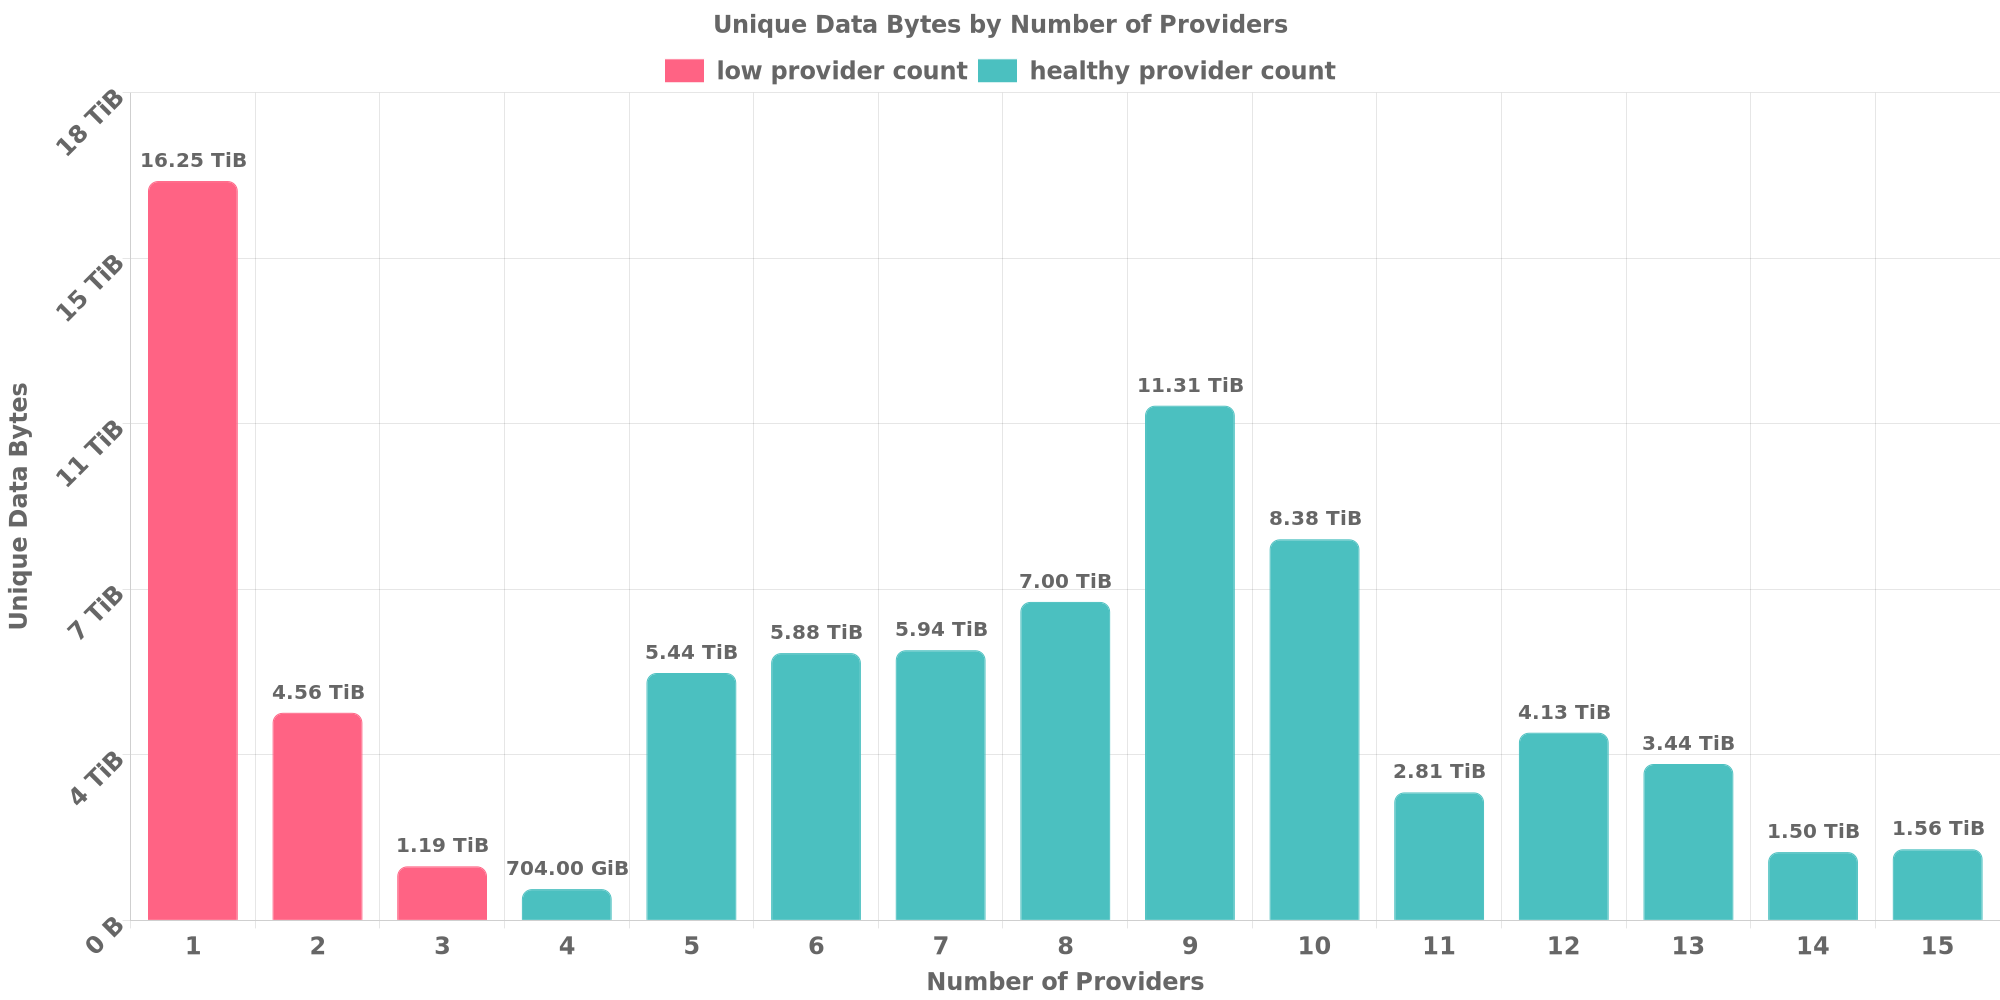 Unique Data Bytes by Number of Providers
low provider count healthy provider count
18 TiB
15 TiB
11 TiB
7 TiB
4 TiB
0 B
Unique Data Bytes
16.25 TiB
4.56 TiB
1.19 TiB
704.00 GiB
5.44 TiB
5.88 TiB
5.94 TiB
7.00 TiB
11.31 TiB
8.38 TiB
2.81 TiB
4.13 TiB
3.44 TiB
1.50 TiB
1.56 TiB
1 2 3 4 5 6 7 8 9 10 11 12 13 14 15
Number of Providers